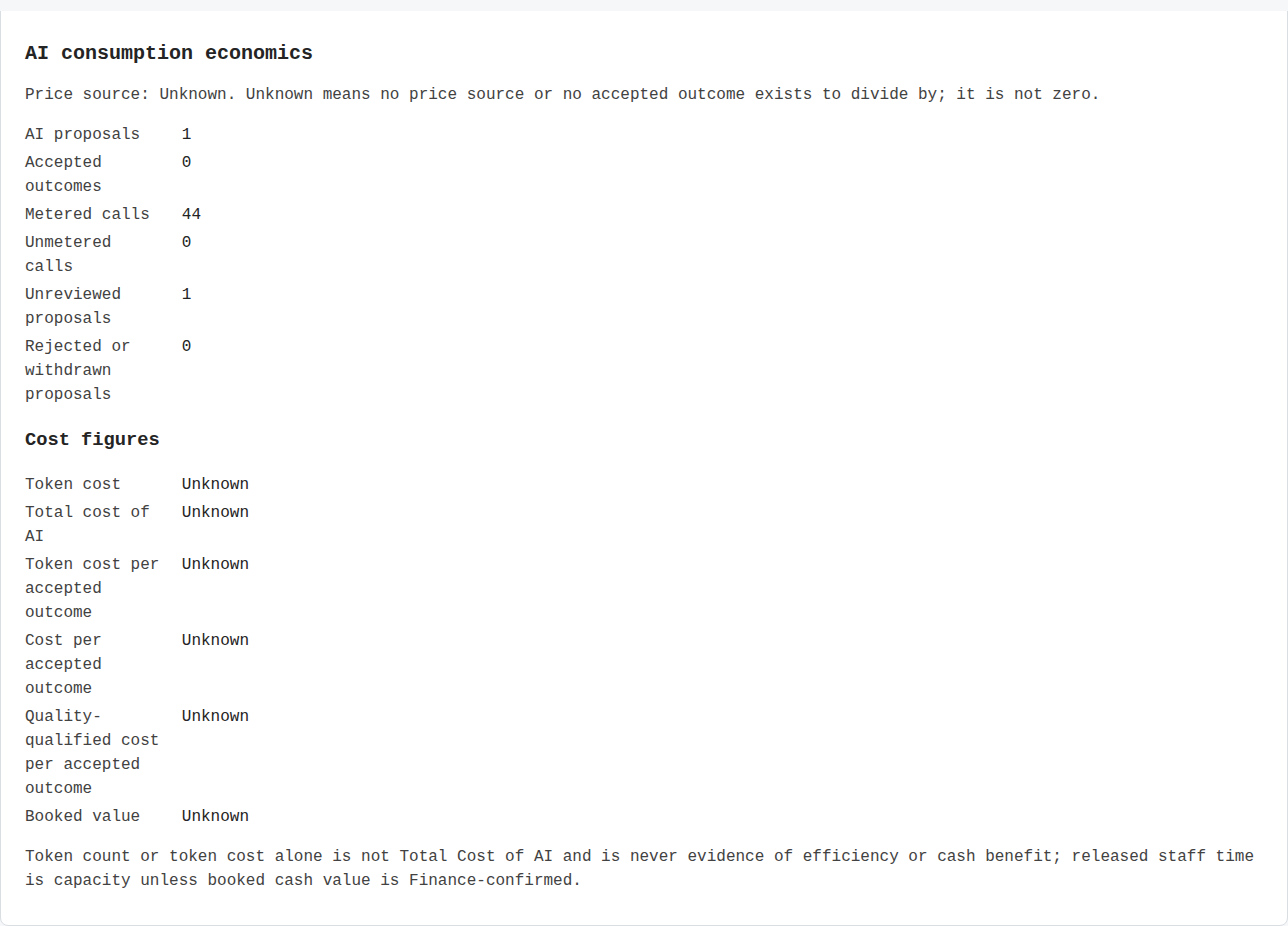 AI consumption economics
Price source: Unknown. Unknown means no price source or no accepted outcome exists to divide by; it is not zero.
AI proposals 1
Accepted 0
outcomes
Metered calls 44
Unmetered 0
calls
Unreviewed 1
proposals
Rejected or 0
withdrawn
proposals
Cost figures
Token cost Unknown
Total cost of Unknown
AI
Token cost per Unknown
accepted
outcome
Cost per Unknown
accepted
outcome
Quality- Unknown
qualified cost
per accepted
outcome
Booked value Unknown
Token count or token cost alone is not Total Cost of AI and is never evidence of efficiency or cash benefit; released staff time
is capacity unless booked cash value is Finance-confirmed.